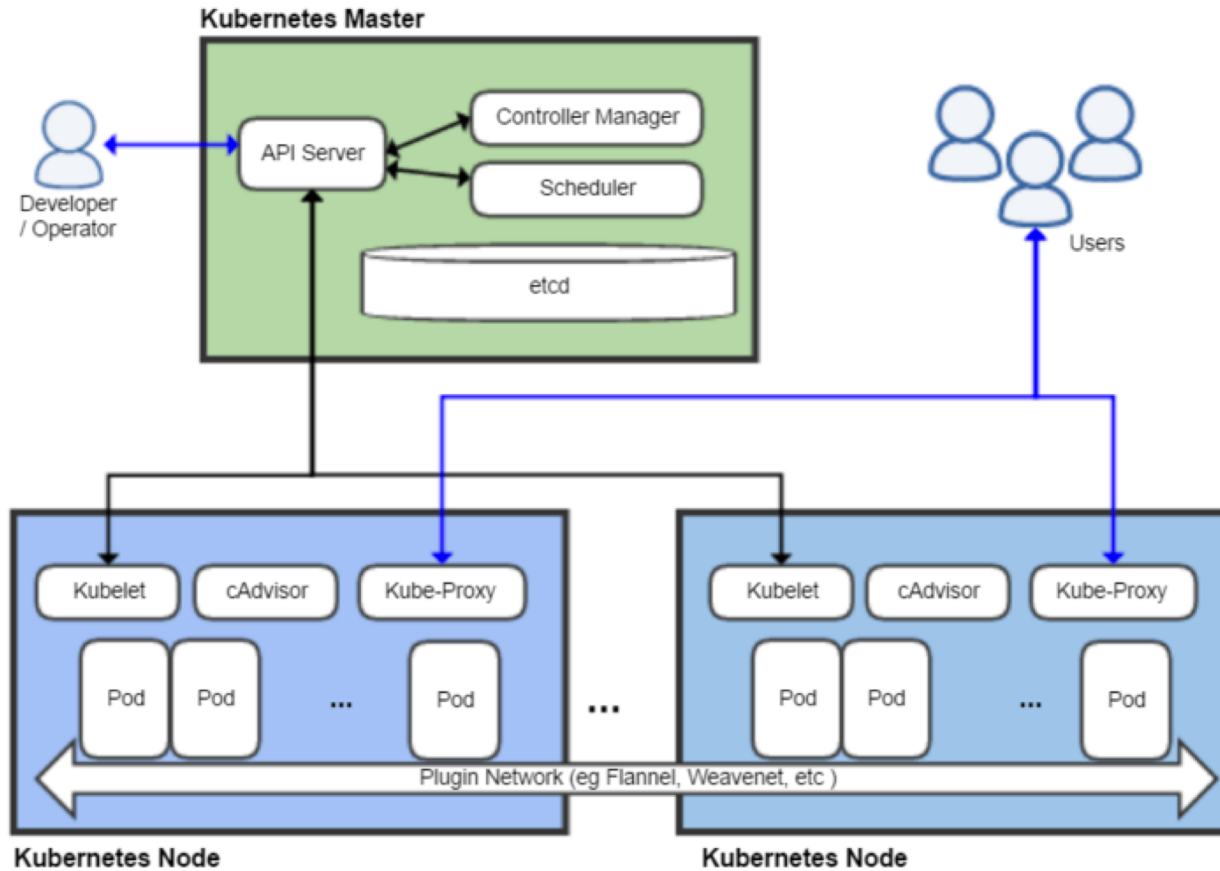 Kubernetes Master
Controller Manager
API Server
Scheduler
etcd
Developer
/ Operator
Users
Kubelet
cAdvisor
Kube-Proxy
Pod
Pod
...
Pod
...
Kubelet
cAdvisor
Kube-Proxy
Pod
Pod
...
Pod
Plugin Network (eg Flannel, Weavenet, etc )
Kubernetes Node
Kubernetes Node